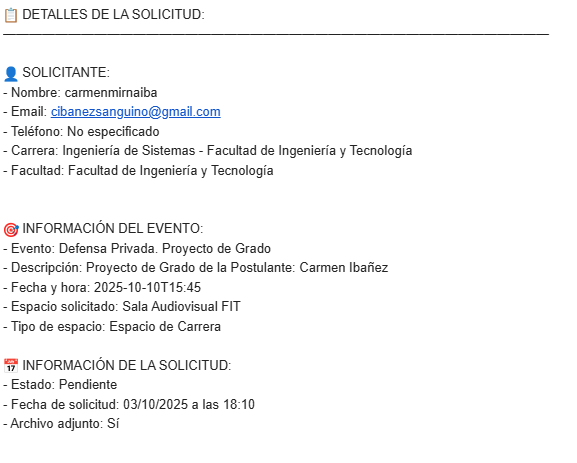 📋 DETALLES DE LA SOLICITUD:
👤 SOLICITANTE:
- Nombre: carmenmirnaiba
- Email: cibanezsanguino@gmail.com
- Teléfono: No especificado
- Carrera: Ingeniería de Sistemas - Facultad de Ingeniería y Tecnología
- Facultad: Facultad de Ingeniería y Tecnología
🎯 INFORMACIÓN DEL EVENTO:
- Evento: Defensa Privada. Proyecto de Grado
- Descripción: Proyecto de Grado de la Postulante: Carmen Ibañez
- Fecha y hora: 2025-10-10T15:45
- Espacio solicitado: Sala Audiovisual FIT
- Tipo de espacio: Espacio de Carrera
📅 INFORMACIÓN DE LA SOLICITUD:
- Estado: Pendiente
- Fecha de solicitud: 03/10/2025 a las 18:10
- Archivo adjunto: Sí